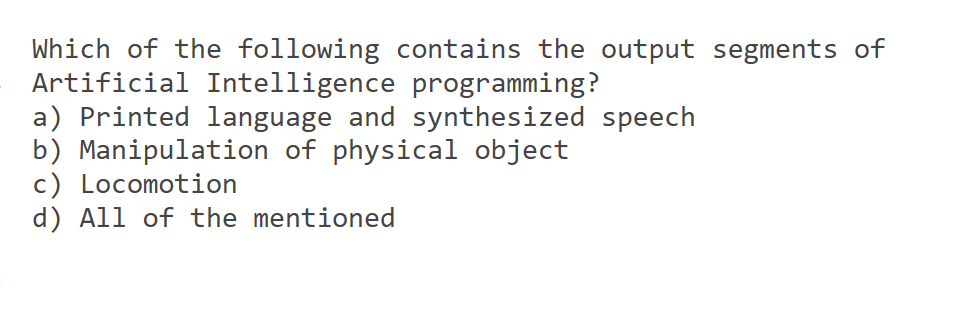 Which of the following contains the output segments of
Artificial Intelligence programming?
a) Printed language and synthesized speech
b) Manipulation of physical object
c) Locomotion
d) All of the mentioned